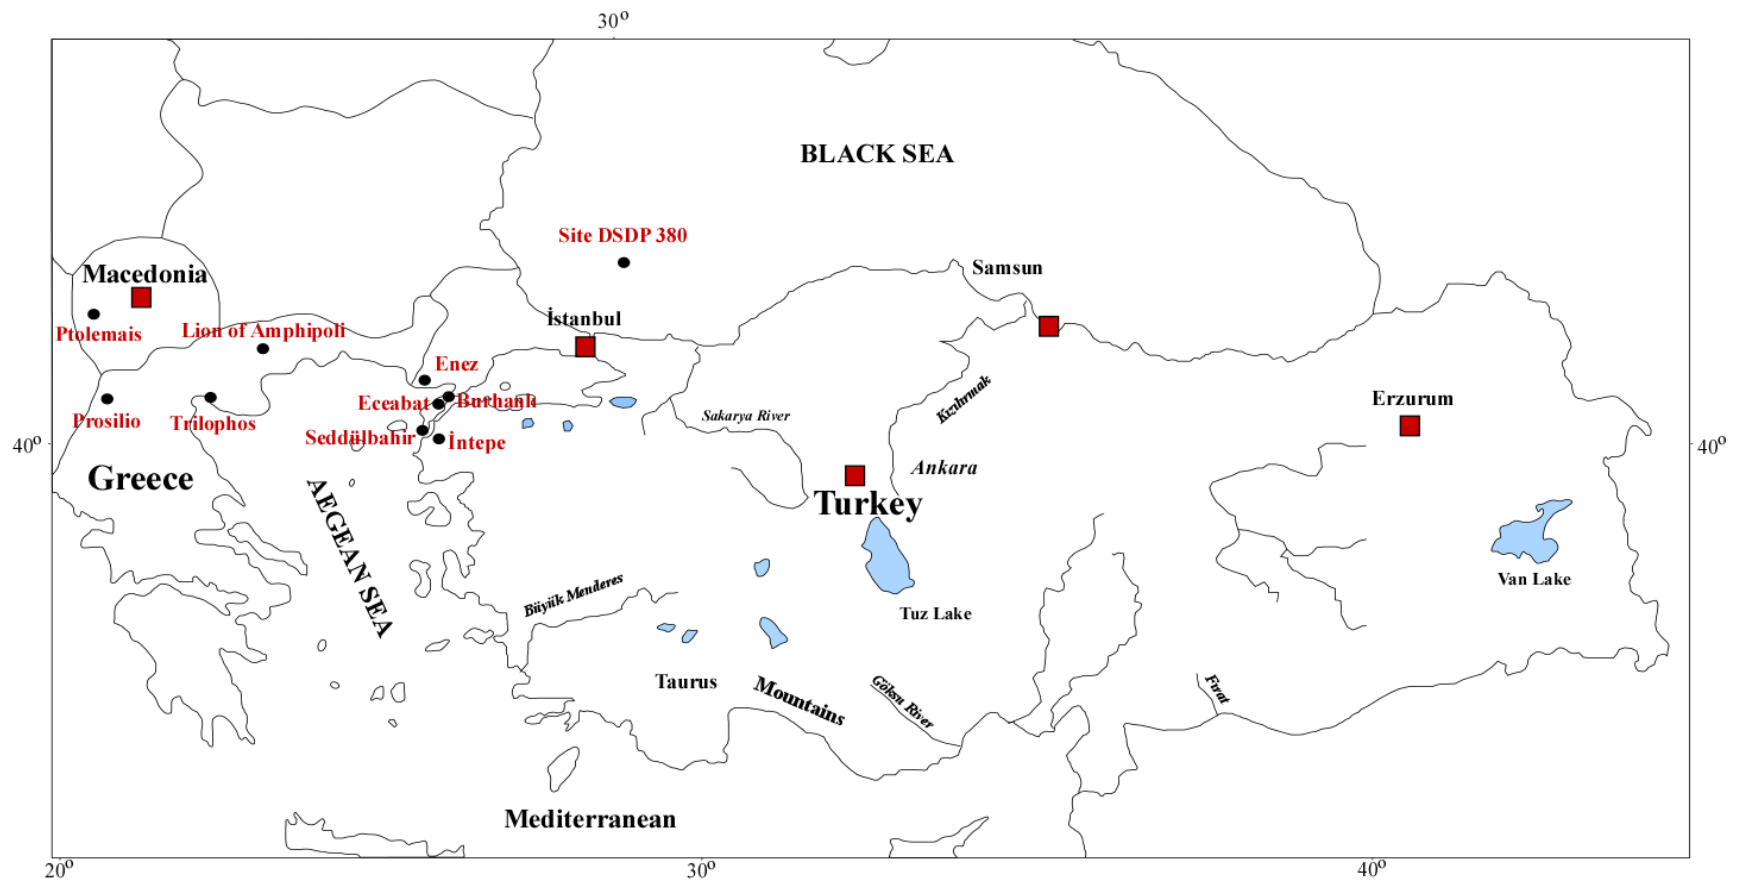 30°
BLACK SEA
Site DSDP 380
Macedonia
Samsun
İstanbul
Ptolemais
Lion of Amphipoli
Enez
Erzurum
Eceabat
Burhanlı
Prosilio
Trilophos
Sakarya River
Kızılırmak
Seddülbahir
İntepe
40°
40°
Ankara
Greece
Turkey
AEGEAN SEA
Van Lake
Büyük Menderes
Tuz Lake
Taurus
Mountains
Göksu River
Fırat
Mediterranean
20°
30°
40°